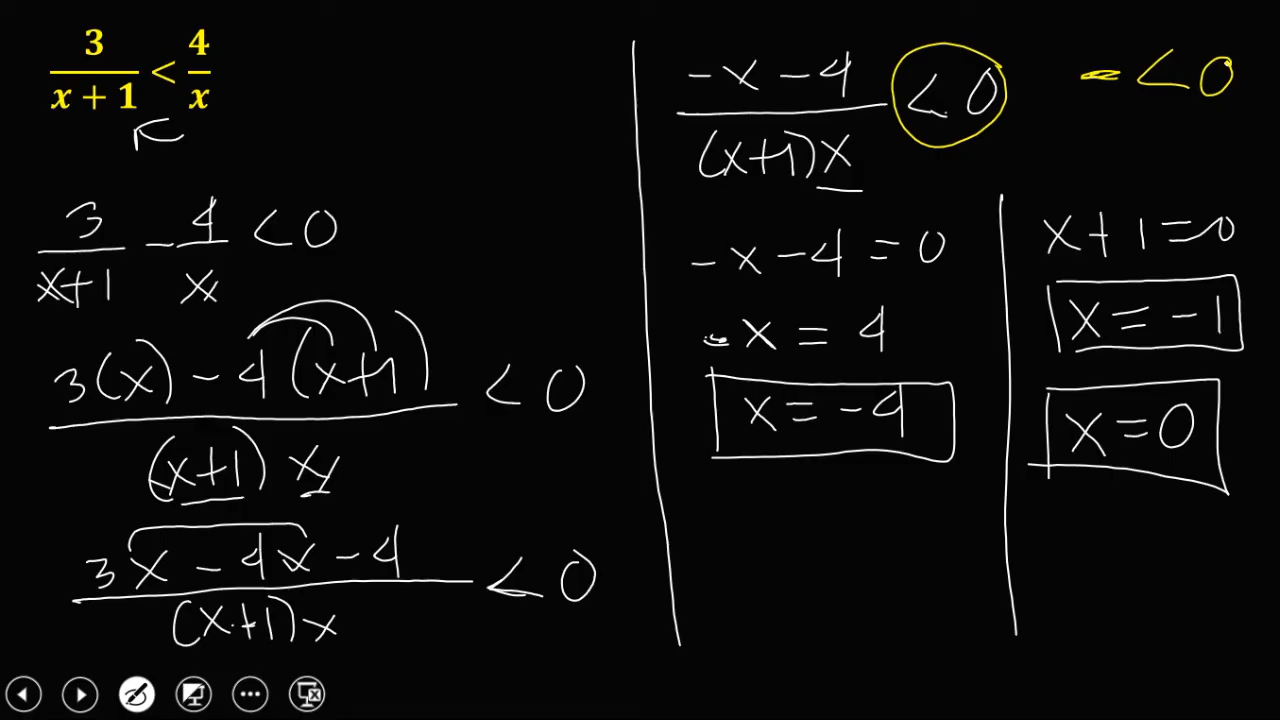 3/(x + 1) < 4/x
3/(x+1) - 4/x < 0
(3(x) - 4(x+1))/((x+1) x) < 0
(3x - 4x - 4)/((x+1) x) < 0
(-x - 4)/((x+1) x) < 0
- < 0
-x - 4 = 0
-x = 4
x = -4
x + 1 = 0
x = -1
x = 0